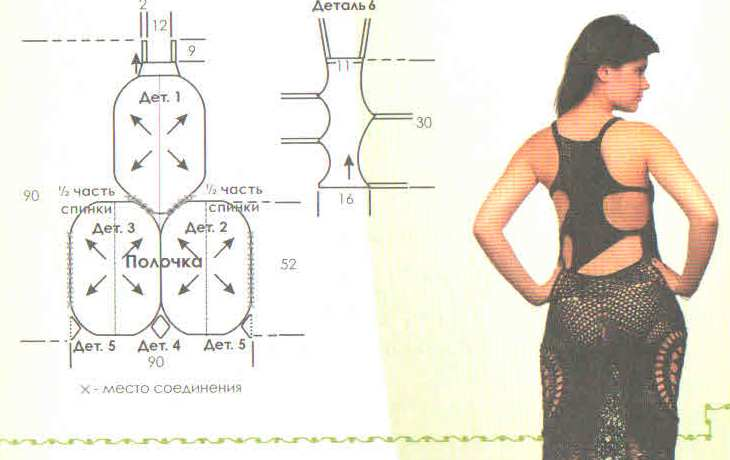 2
12
9
Дет. 1
½ часть
спинки
½ часть
спинки
90
Дет. 3
Дет. 2
Полочка
52
Дет. 5
Дет. 4
Дет. 5
90
х - место соединения
Деталь 6
11
30
16